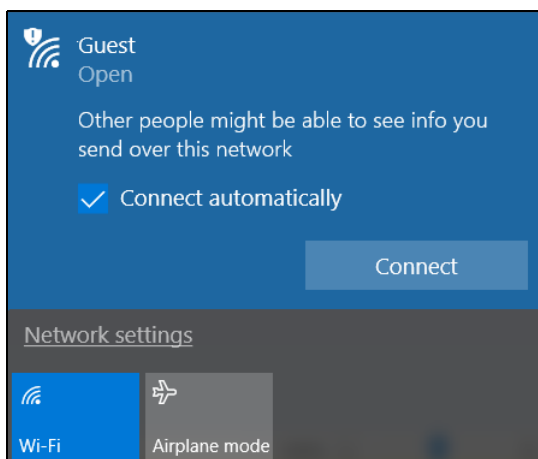 Guest
Open
Other people might be able to see info you
send over this network
Connect automatically
Connect
Network settings
Wi-Fi
Airplane mode